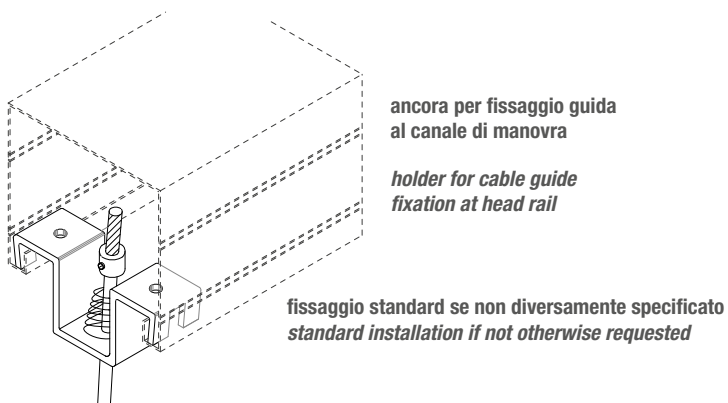 ancora per fissaggio guida
al canale di manovra
holder for cable guide
fixation at head rail
fissaggio standard se non diversamente specificato
standard installation if not otherwise requested